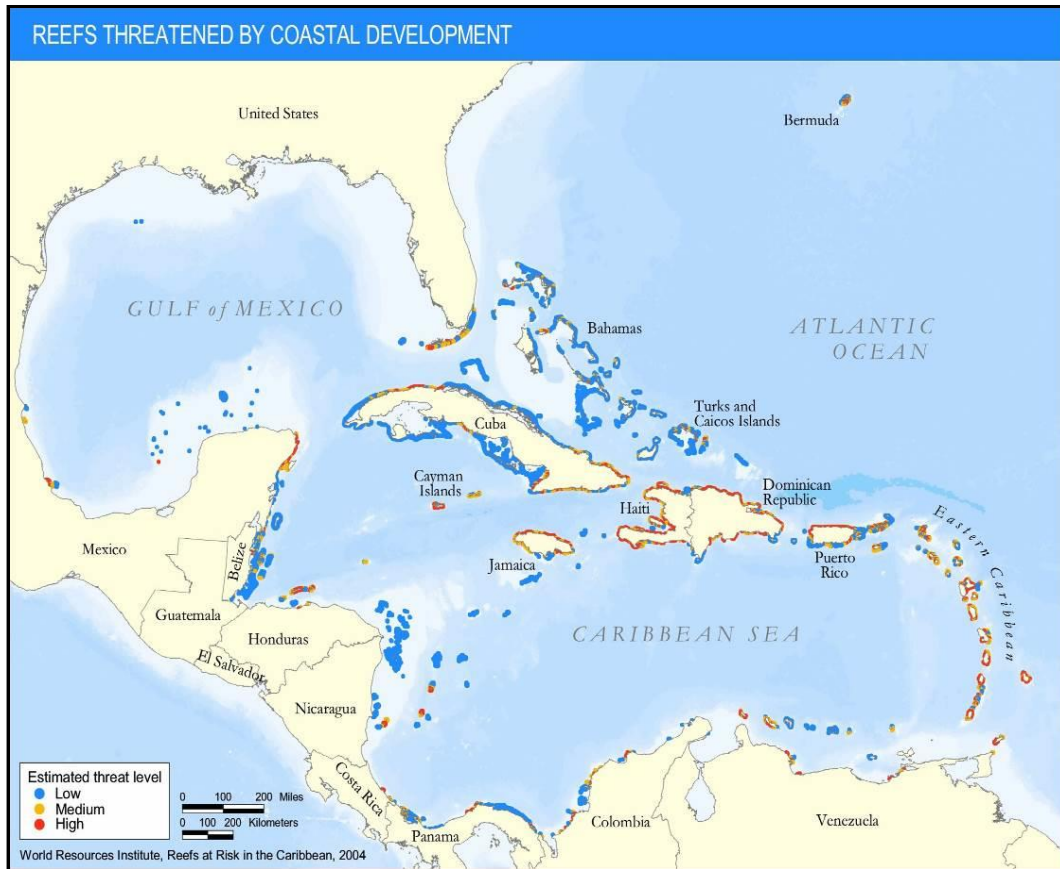 REEFS THREATENED BY COASTAL DEVELOPMENT
United States
Bermuda
GULF of MEXICO
ATLANTIC
OCEAN
Bahamas
Turks and
Caicos Islands
Cuba
Cayman
Islands
Dominican
Republic
Haiti
Jamaica
Puerto
Rico
Eastern Caribbean
Mexico
Belize
Guatemala
Honduras
El Salvador
CARIBBEAN SEA
Nicaragua
Costa Rica
Panama
Colombia
Venezuela
Estimated threat level
Low
Medium
High
0 100 200 Miles
0 100 200 Kilometers
World Resources Institute, Reefs at Risk in the Caribbean, 2004